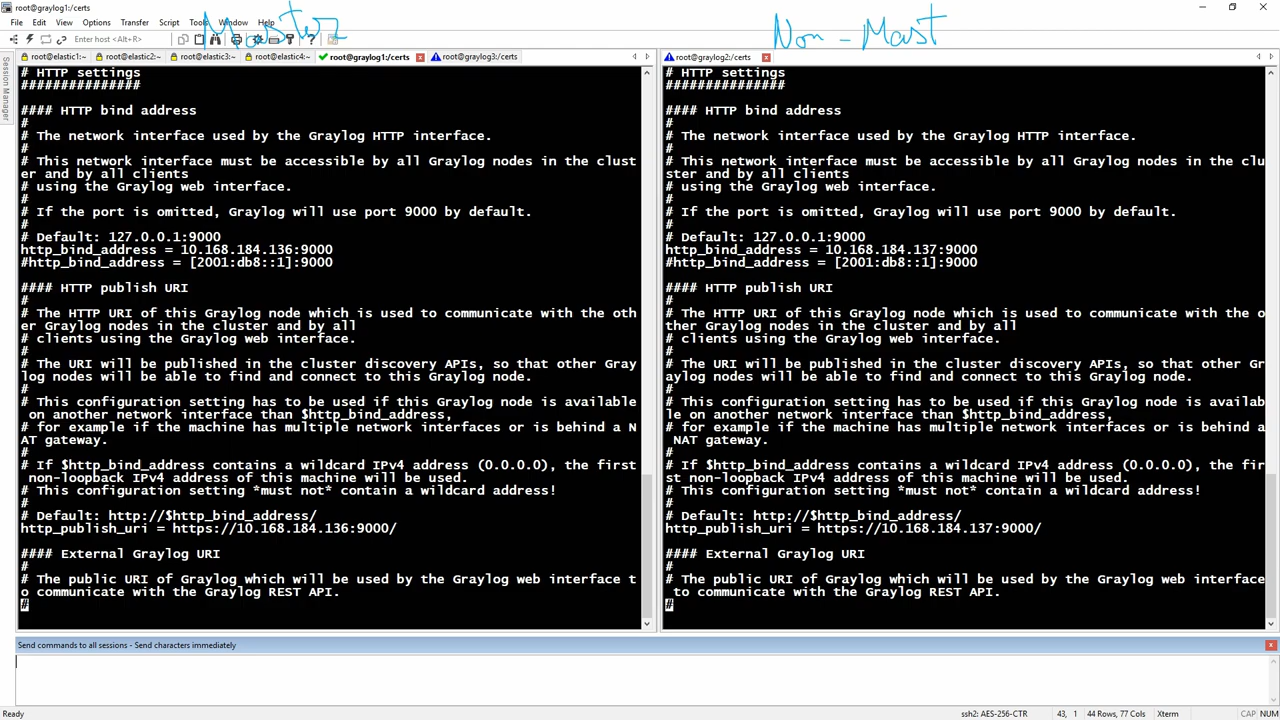 root@graylog1:/certs
File Edit View Options Transfer Script Tools Window Help
Master
Non-Mast
Enter host <Alt+R>
Session Manager
root@elastic1:~ root@elastic2:~ root@elastic3:~ root@elastic4:~ root@graylog1:/certs root@graylog3:/certs
# HTTP settings
###############
#### HTTP bind address
#
# The network interface used by the Graylog HTTP interface.
#
# This network interface must be accessible by all Graylog nodes in the clust
er and by all clients
# using the Graylog web interface.
#
# If the port is omitted, Graylog will use port 9000 by default.
#
# Default: 127.0.0.1:9000
http_bind_address = 10.168.184.136:9000
#http_bind_address = [2001:db8::1]:9000
#### HTTP publish URI
#
# The HTTP URI of this Graylog node which is used to communicate with the oth
er Graylog nodes in the cluster and by all
# clients using the Graylog web interface.
#
# The URI will be published in the cluster discovery APIs, so that other Gray
log nodes will be able to find and connect to this Graylog node.
#
# This configuration setting has to be used if this Graylog node is available
on another network interface than $http_bind_address,
# for example if the machine has multiple network interfaces or is behind a N
AT gateway.
#
# If $http_bind_address contains a wildcard IPv4 address (0.0.0.0), the first
non-loopback IPv4 address of this machine will be used.
# This configuration setting *must not* contain a wildcard address!
#
# Default: http://$http_bind_address/
http_publish_uri = https://10.168.184.136:9000/
#### External Graylog URI
#
# The public URI of Graylog which will be used by the Graylog web interface t
o communicate with the Graylog REST API.
#
root@graylog2:/certs
# HTTP settings
###############
#### HTTP bind address
#
# The network interface used by the Graylog HTTP interface.
#
# This network interface must be accessible by all Graylog nodes in the clu
ster and by all clients
# using the Graylog web interface.
#
# If the port is omitted, Graylog will use port 9000 by default.
#
# Default: 127.0.0.1:9000
http_bind_address = 10.168.184.137:9000
#http_bind_address = [2001:db8::1]:9000
#### HTTP publish URI
#
# The HTTP URI of this Graylog node which is used to communicate with the o
ther Graylog nodes in the cluster and by all
# clients using the Graylog web interface.
#
# The URI will be published in the cluster discovery APIs, so that other Gr
aylog nodes will be able to find and connect to this Graylog node.
#
# This configuration setting has to be used if this Graylog node is availab
le on another network interface than $http_bind_address,
# for example if the machine has multiple network interfaces or is behind a
NAT gateway.
#
# If $http_bind_address contains a wildcard IPv4 address (0.0.0.0), the fir
st non-loopback IPv4 address of this machine will be used.
# This configuration setting *must not* contain a wildcard address!
#
# Default: http://$http_bind_address/
http_publish_uri = https://10.168.184.137:9000/
#### External Graylog URI
#
# The public URI of Graylog which will be used by the Graylog web interface
to communicate with the Graylog REST API.
#
Send commands to all sessions - Send characters immediately
Ready ssh2: AES-256-CTR 43, 1 44 Rows, 77 Cols Xterm CAP NUM